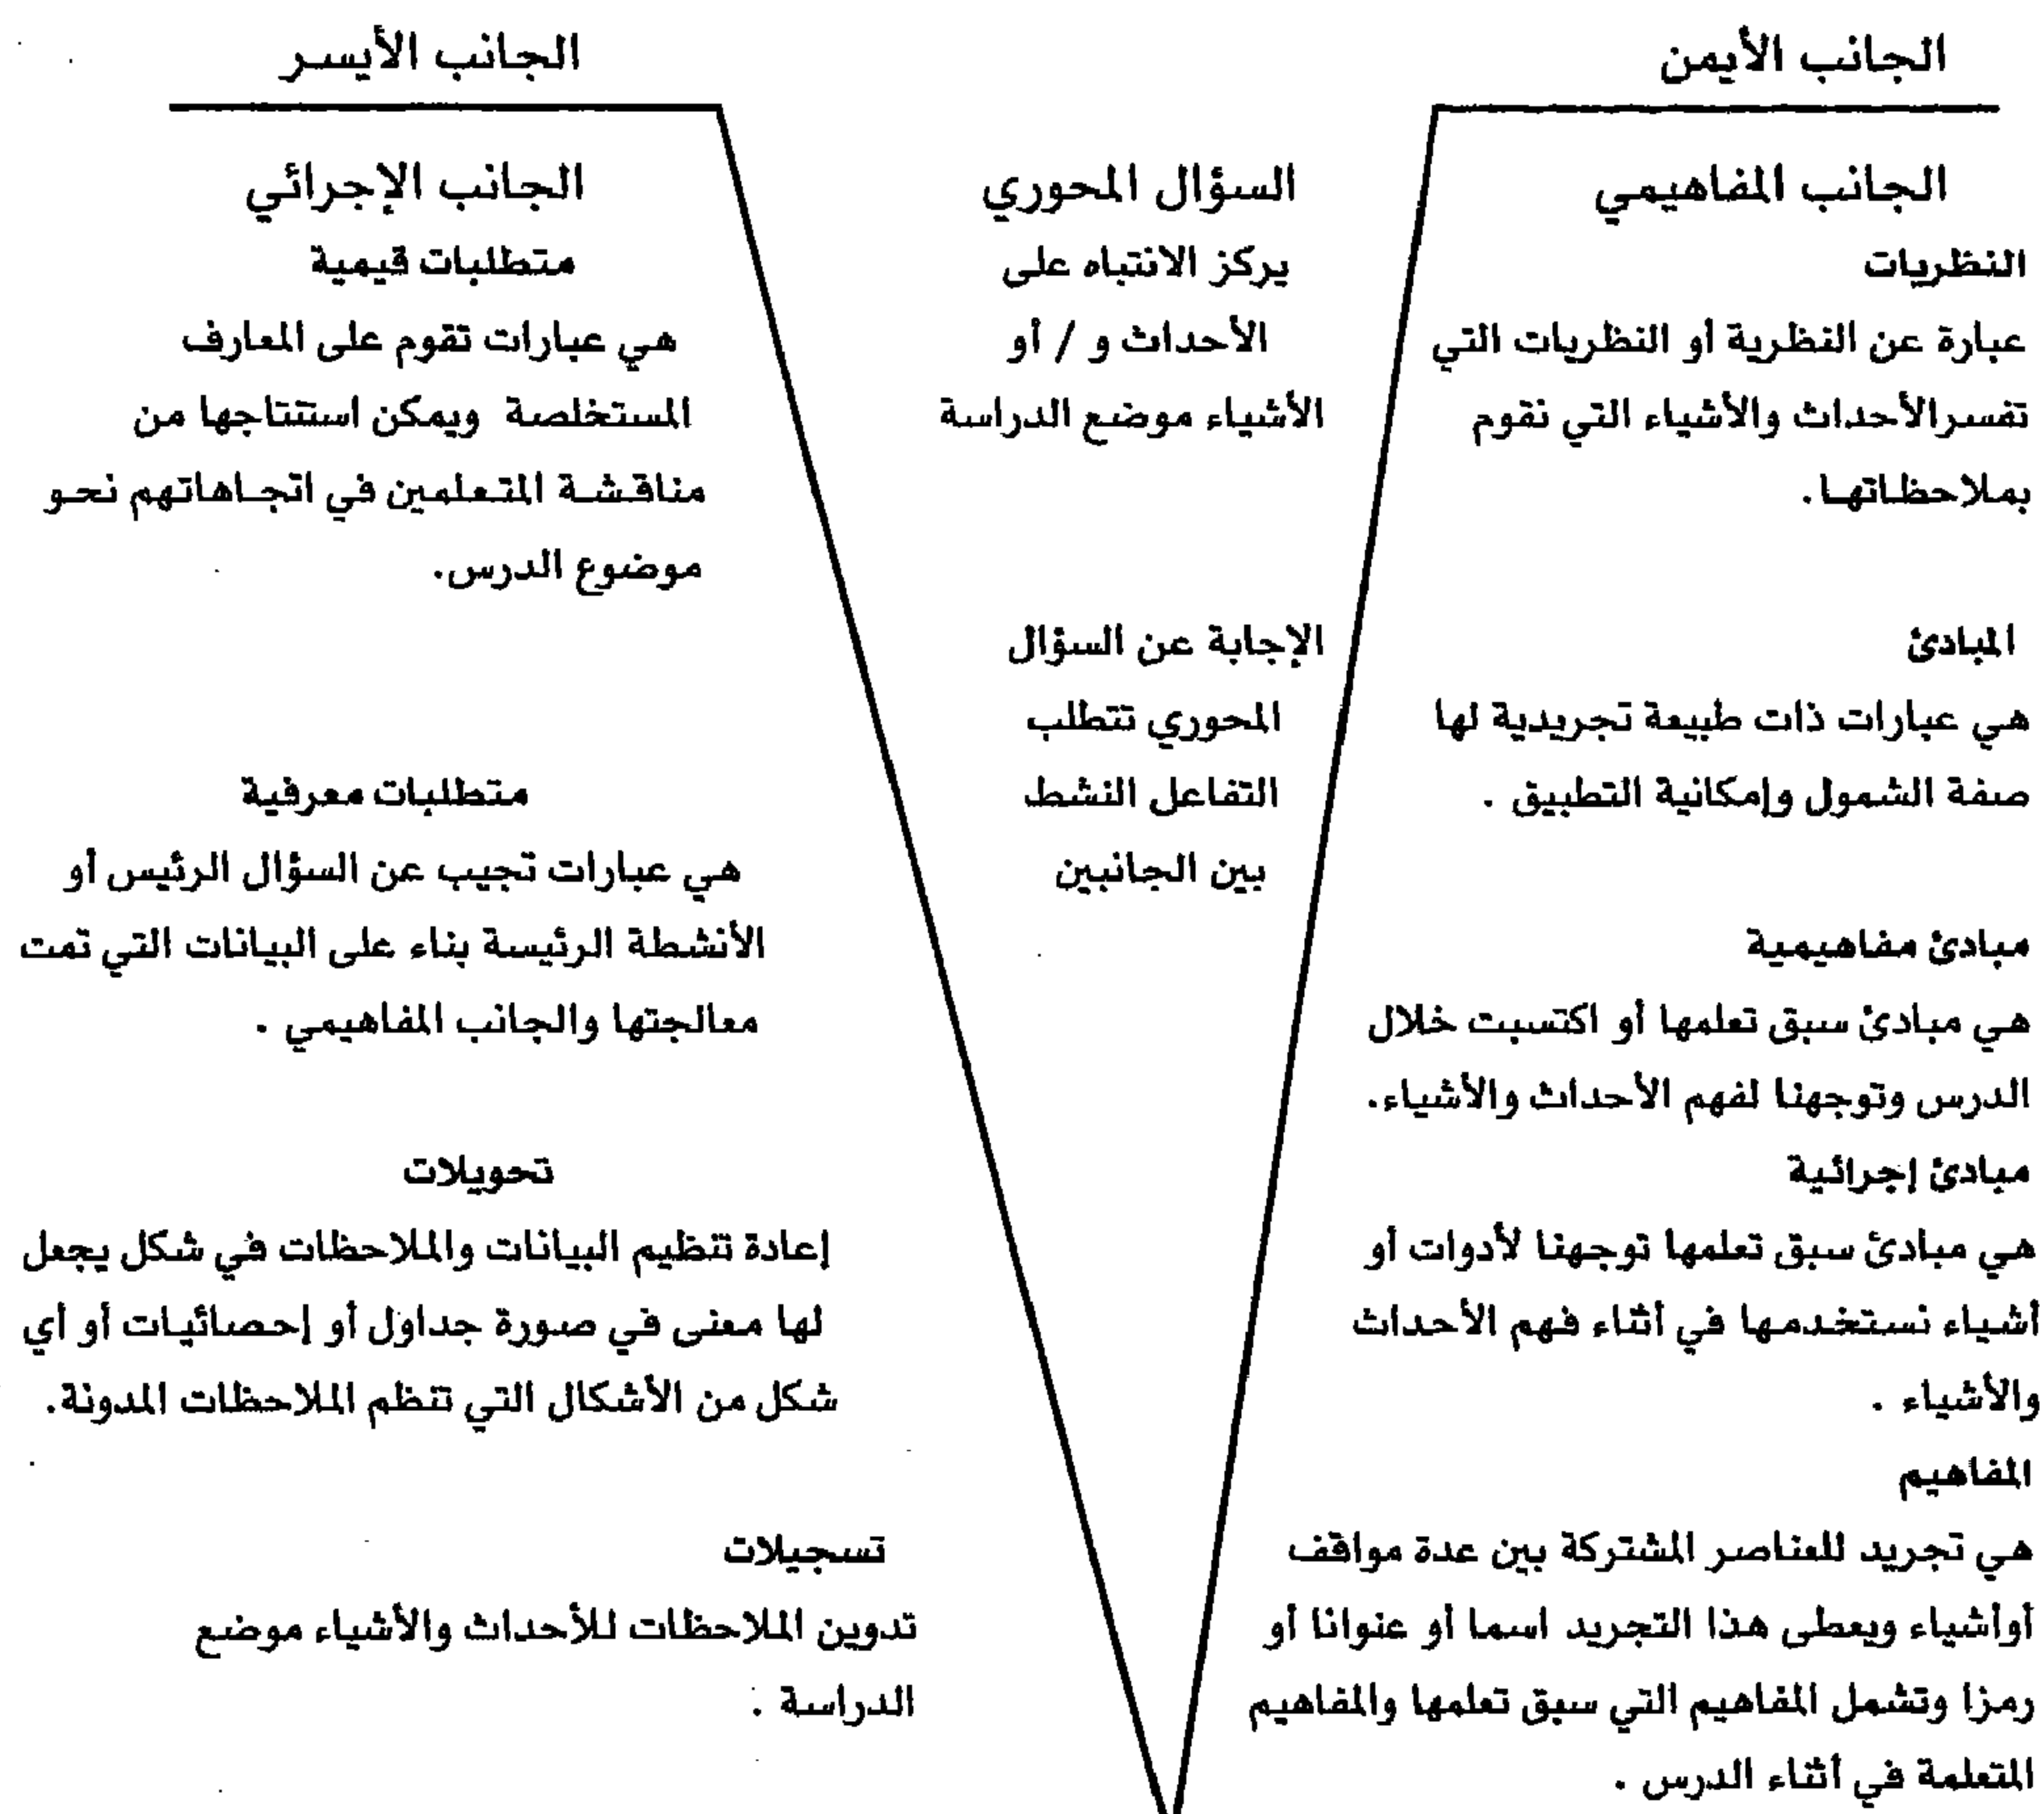 الجانب الأيمن
الجانب المفاهيمي
النظريات
عبارة عن النظرية أو النظريات التي
تفسرالأحداث والأشياء التي نقوم
بملاحظاتها.
المبادئ
هي عبارات ذات طبيعة تجريدية لها
صفة الشمول وإمكانية التطبيق .
مبادئ مفاهيمية
هي مبادئ سبق تعلمها أو اكتسبت خلال
الدرس وتوجهنا لفهم الأحداث والأشياء.
مبادئ إجرائية
هي مبادئ سبق تعلمها توجهنا لأدوات أو
أشياء نستخدمها في أثناء فهم الأحداث
والأشياء .
المفاهيم
هي تجريد للعناصر المشتركة بين عدة مواقف
أوأشياء ويعطى هذا التجريد اسما أو عنوانا أو
رمزا وتشمل المفاهيم التي سبق تعلمها والمفاهيم
المتعلمة في أثناء الدرس .
السؤال المحوري
يركز الانتباه على
الأحداث و / أو
الأشياء موضع الدراسة
الإجابة عن السؤال
المحوري تتطلب
التفاعل النشط
بين الجانبين
الجانب الأيسر
الجانب الإجرائي
متطلبات قيمية
هي عبارات تقوم على المعارف
المستخلصة ويمكن استنتاجها من
مناقشة المتعلمين في اتجاهاتهم نحو
موضوع الدرس.
متطلبات معرفية
هي عبارات تجيب عن السؤال الرئيس أو
الأنشطة الرئيسة بناء على البيانات التي تمت
معالجتها والجانب المفاهيمي .
تحويلات
إعادة تنظيم البيانات والملاحظات في شكل يجعل
لها معنى في صورة جداول أو إحصائيات أو أي
شكل من الأشكال التي تنظم الملاحظات المدونة.
تسجيلات
تدوين الملاحظات للأحداث والأشياء موضع
الدراسة .